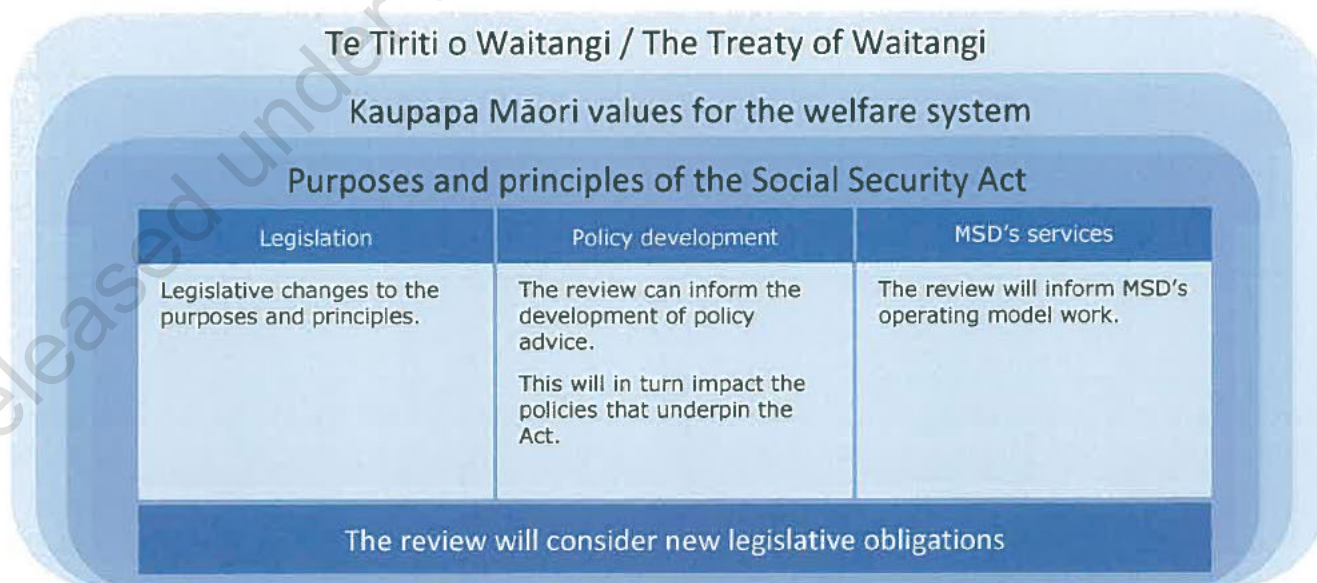 Te Tiriti o Waitangi / The Treaty of Waitangi
Kaupapa Māori values for the welfare system
Purposes and principles of the Social Security Act
Legislation
Policy development
MSD's services
Legislative changes to the
purposes and principles.
The review can inform the
development of policy
advice.
This will in turn impact the
policies that underpin the
Act.
The review will inform MSD's
operating model work.
The review will consider new legislative obligations
eleased under